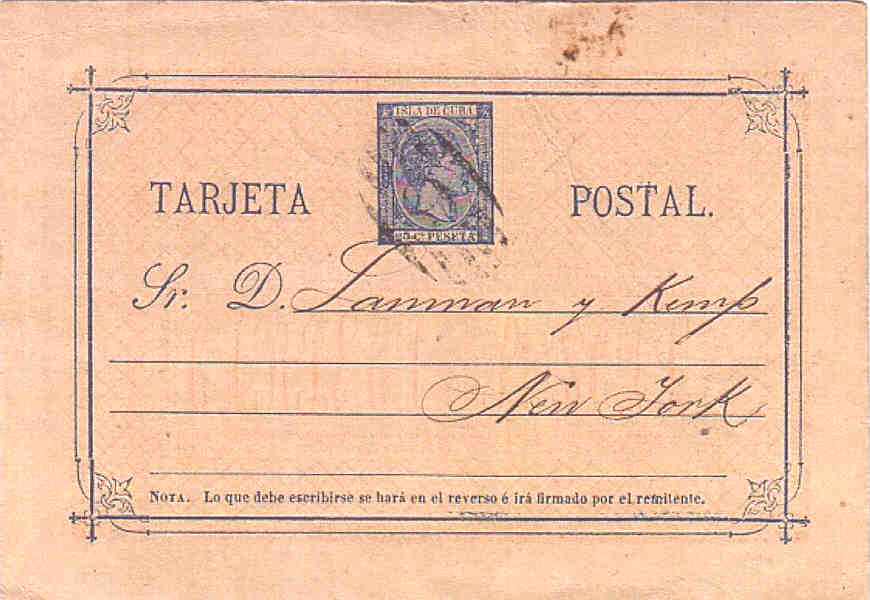 ISLA DE CUBA
TARJETA POSTAL.
PESETA
Sr. D. Lanman y Kemp
New York
NOTA. Lo que debe escribirse se hará en el reverso é irá firmado por el remitente.